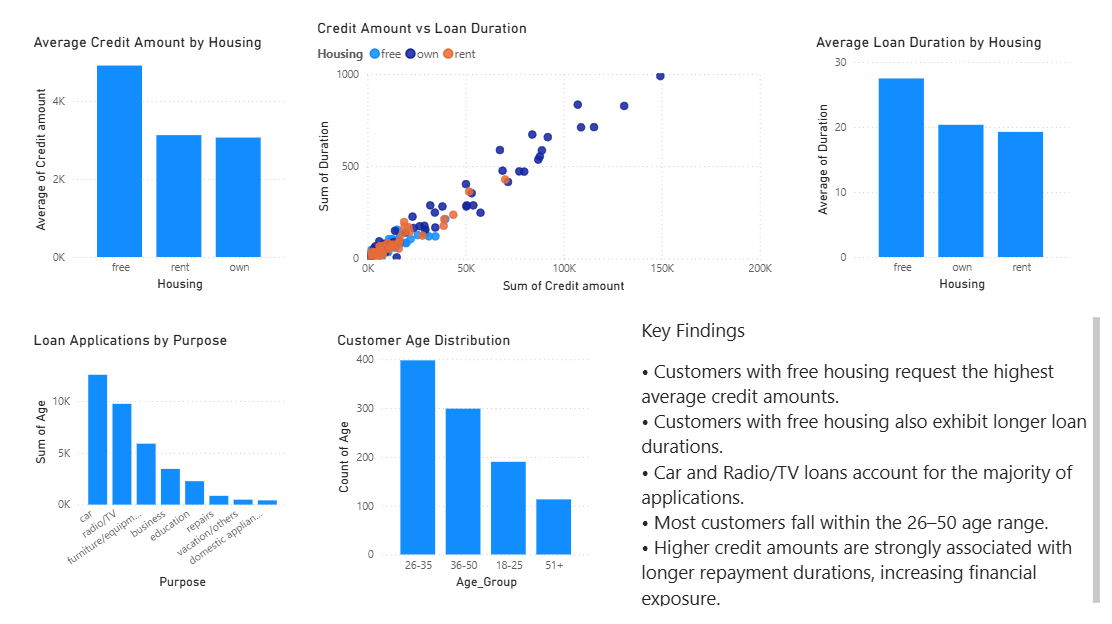 Average Credit Amount by Housing
Average of Credit amount
4K
2K
0K
free rent own
Housing
Credit Amount vs Loan Duration
Housing free own rent
Sum of Duration
1000
500
0
0K 50K 100K 150K 200K
Sum of Credit amount
Average Loan Duration by Housing
Average of Duration
30
20
10
0
free own rent
Housing
Loan Applications by Purpose
Sum of Age
10K
5K
0K
car
radio/TV
furniture/equipm...
business
education
repairs
vacation/others
domestic applian...
Purpose
Customer Age Distribution
Count of Age
400
300
200
100
0
26-35 36-50 18-25 51+
Age_Group
Key Findings
• Customers with free housing request the highest
average credit amounts.
• Customers with free housing also exhibit longer loan
durations.
• Car and Radio/TV loans account for the majority of
applications.
• Most customers fall within the 26–50 age range.
• Higher credit amounts are strongly associated with
longer repayment durations, increasing financial
exposure.